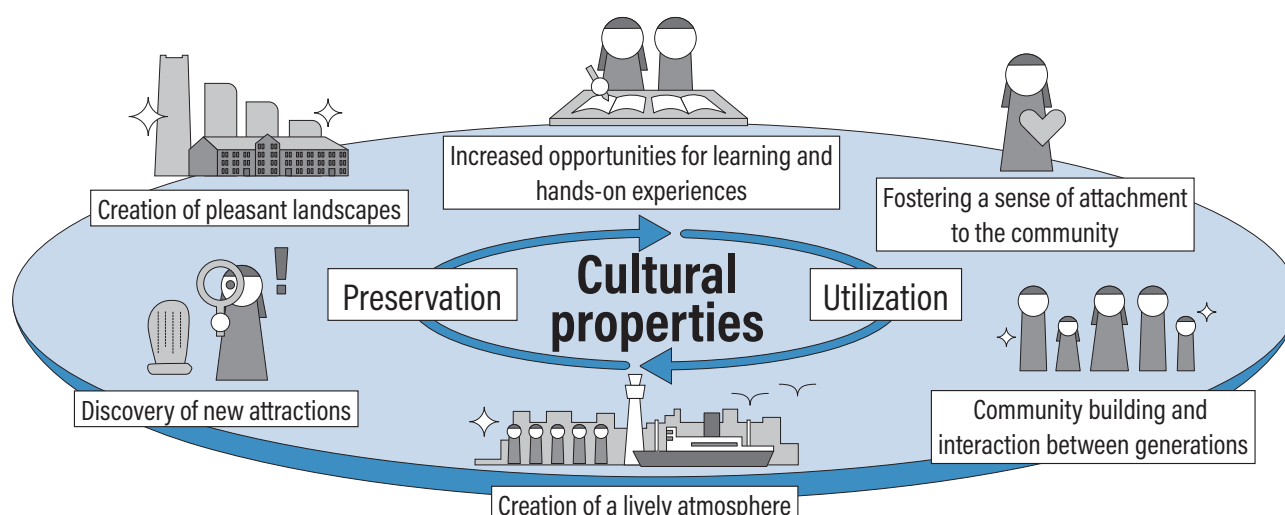 Increased opportunities for learning and
hands-on experiences
Creation of pleasant landscapes
Fostering a sense of attachment
to the community
Preservation
Cultural
properties
Utilization
!
Discovery of new attractions
Community building and
interaction between generations
Creation of a lively atmosphere